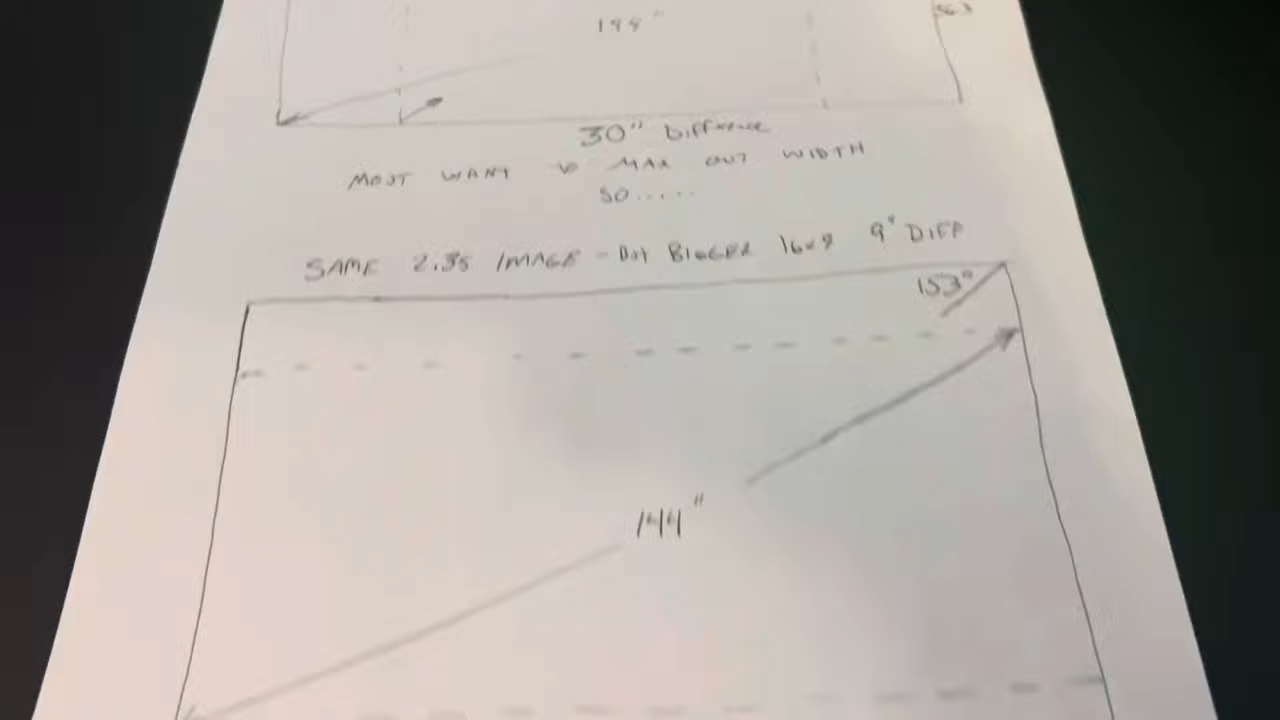 144"
30" DIFFERENCE
MOST WANT to MAX OUT WIDTH
SO.....
SAME 2.35 IMAGE - BUT BIGGER 16x9 9" DIFF
153"
144"